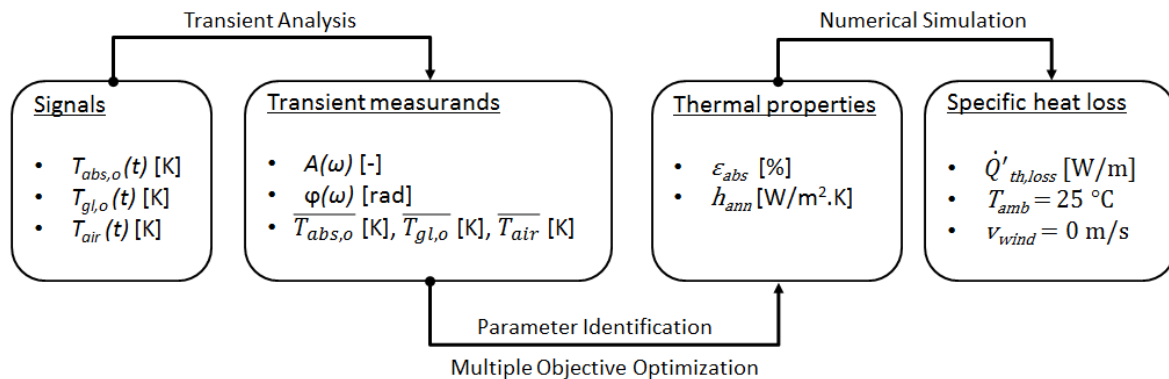 Transient Analysis
Numerical Simulation
Signals
• T_abs,o(t) [K]
• T_gl,o(t) [K]
• T_air(t) [K]
Transient measurands
• A(ω) [-]
• φ(ω) [rad]
• T̅_abs,o [K], T̅_gl,o [K], T̅_air [K]
Thermal properties
• ε_abs [%]
• h_ann [W/m².K]
Specific heat loss
• Q̇'_th,loss [W/m]
• T_amb = 25 °C
• v_wind = 0 m/s
Parameter Identification
Multiple Objective Optimization